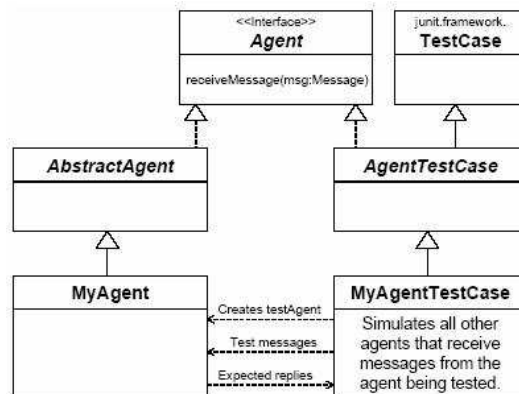 <<Interface>>
Agent
receiveMessage(msg:Message)
junit.framework.
TestCase
AbstractAgent
AgentTestCase
MyAgent
MyAgentTestCase
Creates testAgent
Test messages
Expected replies
Simulates all other
agents that receive
messages from the
agent being tested.